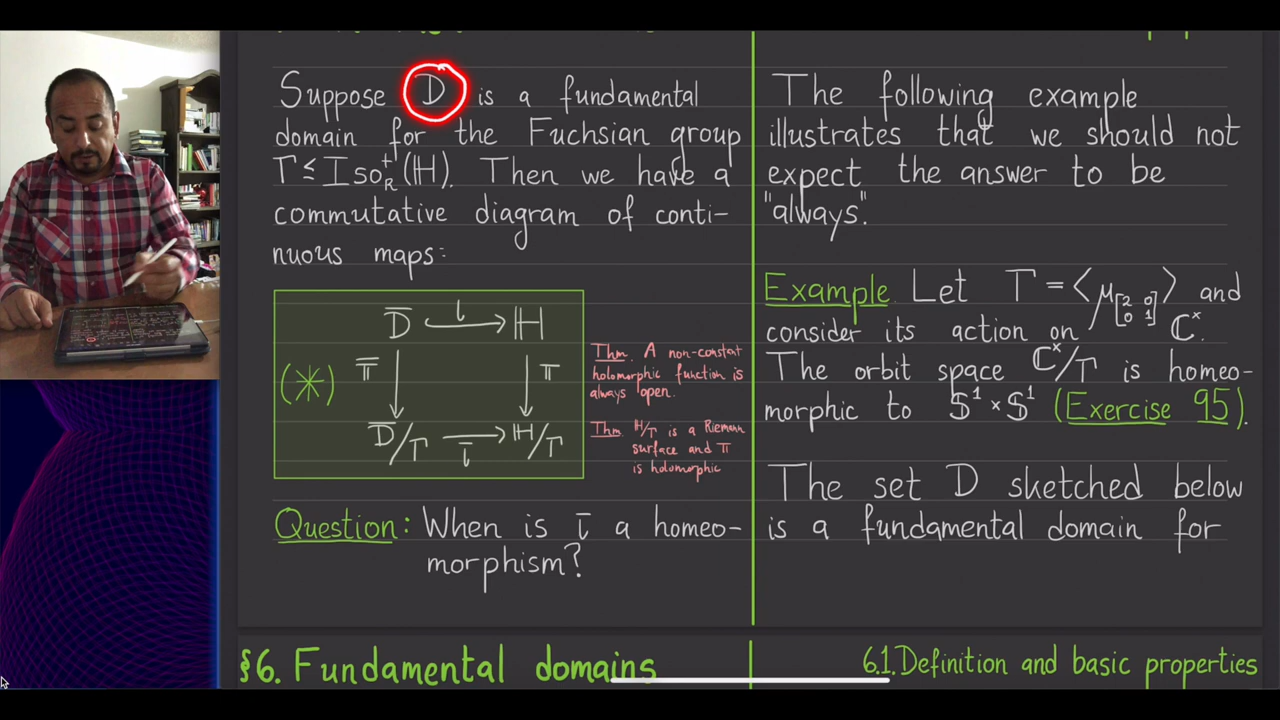 Suppose D is a fundamental
domain for the Fuchsian group
Γ ≤ Iso⁺_R(ℍ). Then we have a
commutative diagram of conti-
nuous maps:
(*)
D̅ ι ℍ
π̅ π
D̅/Γ ι̅ ℍ/Γ
Thm. A non-constant
holomorphic function is
always open.
Thm. ℍ/Γ is a Riemann
surface and π
is holomorphic
Question: When is ι̅ a homeo-
morphism?
The following example
illustrates that we should not
expect the answer to be
"always".
Example. Let Γ = ⟨μ_[2 0; 0 1]⟩ and
consider its action on ℂˣ.
The orbit space ℂˣ/Γ is homeo-
morphic to 𝕊¹ × 𝕊¹ (Exercise 95).
The set D sketched below
is a fundamental domain for
§6. Fundamental domains
6.1. Definition and basic properties